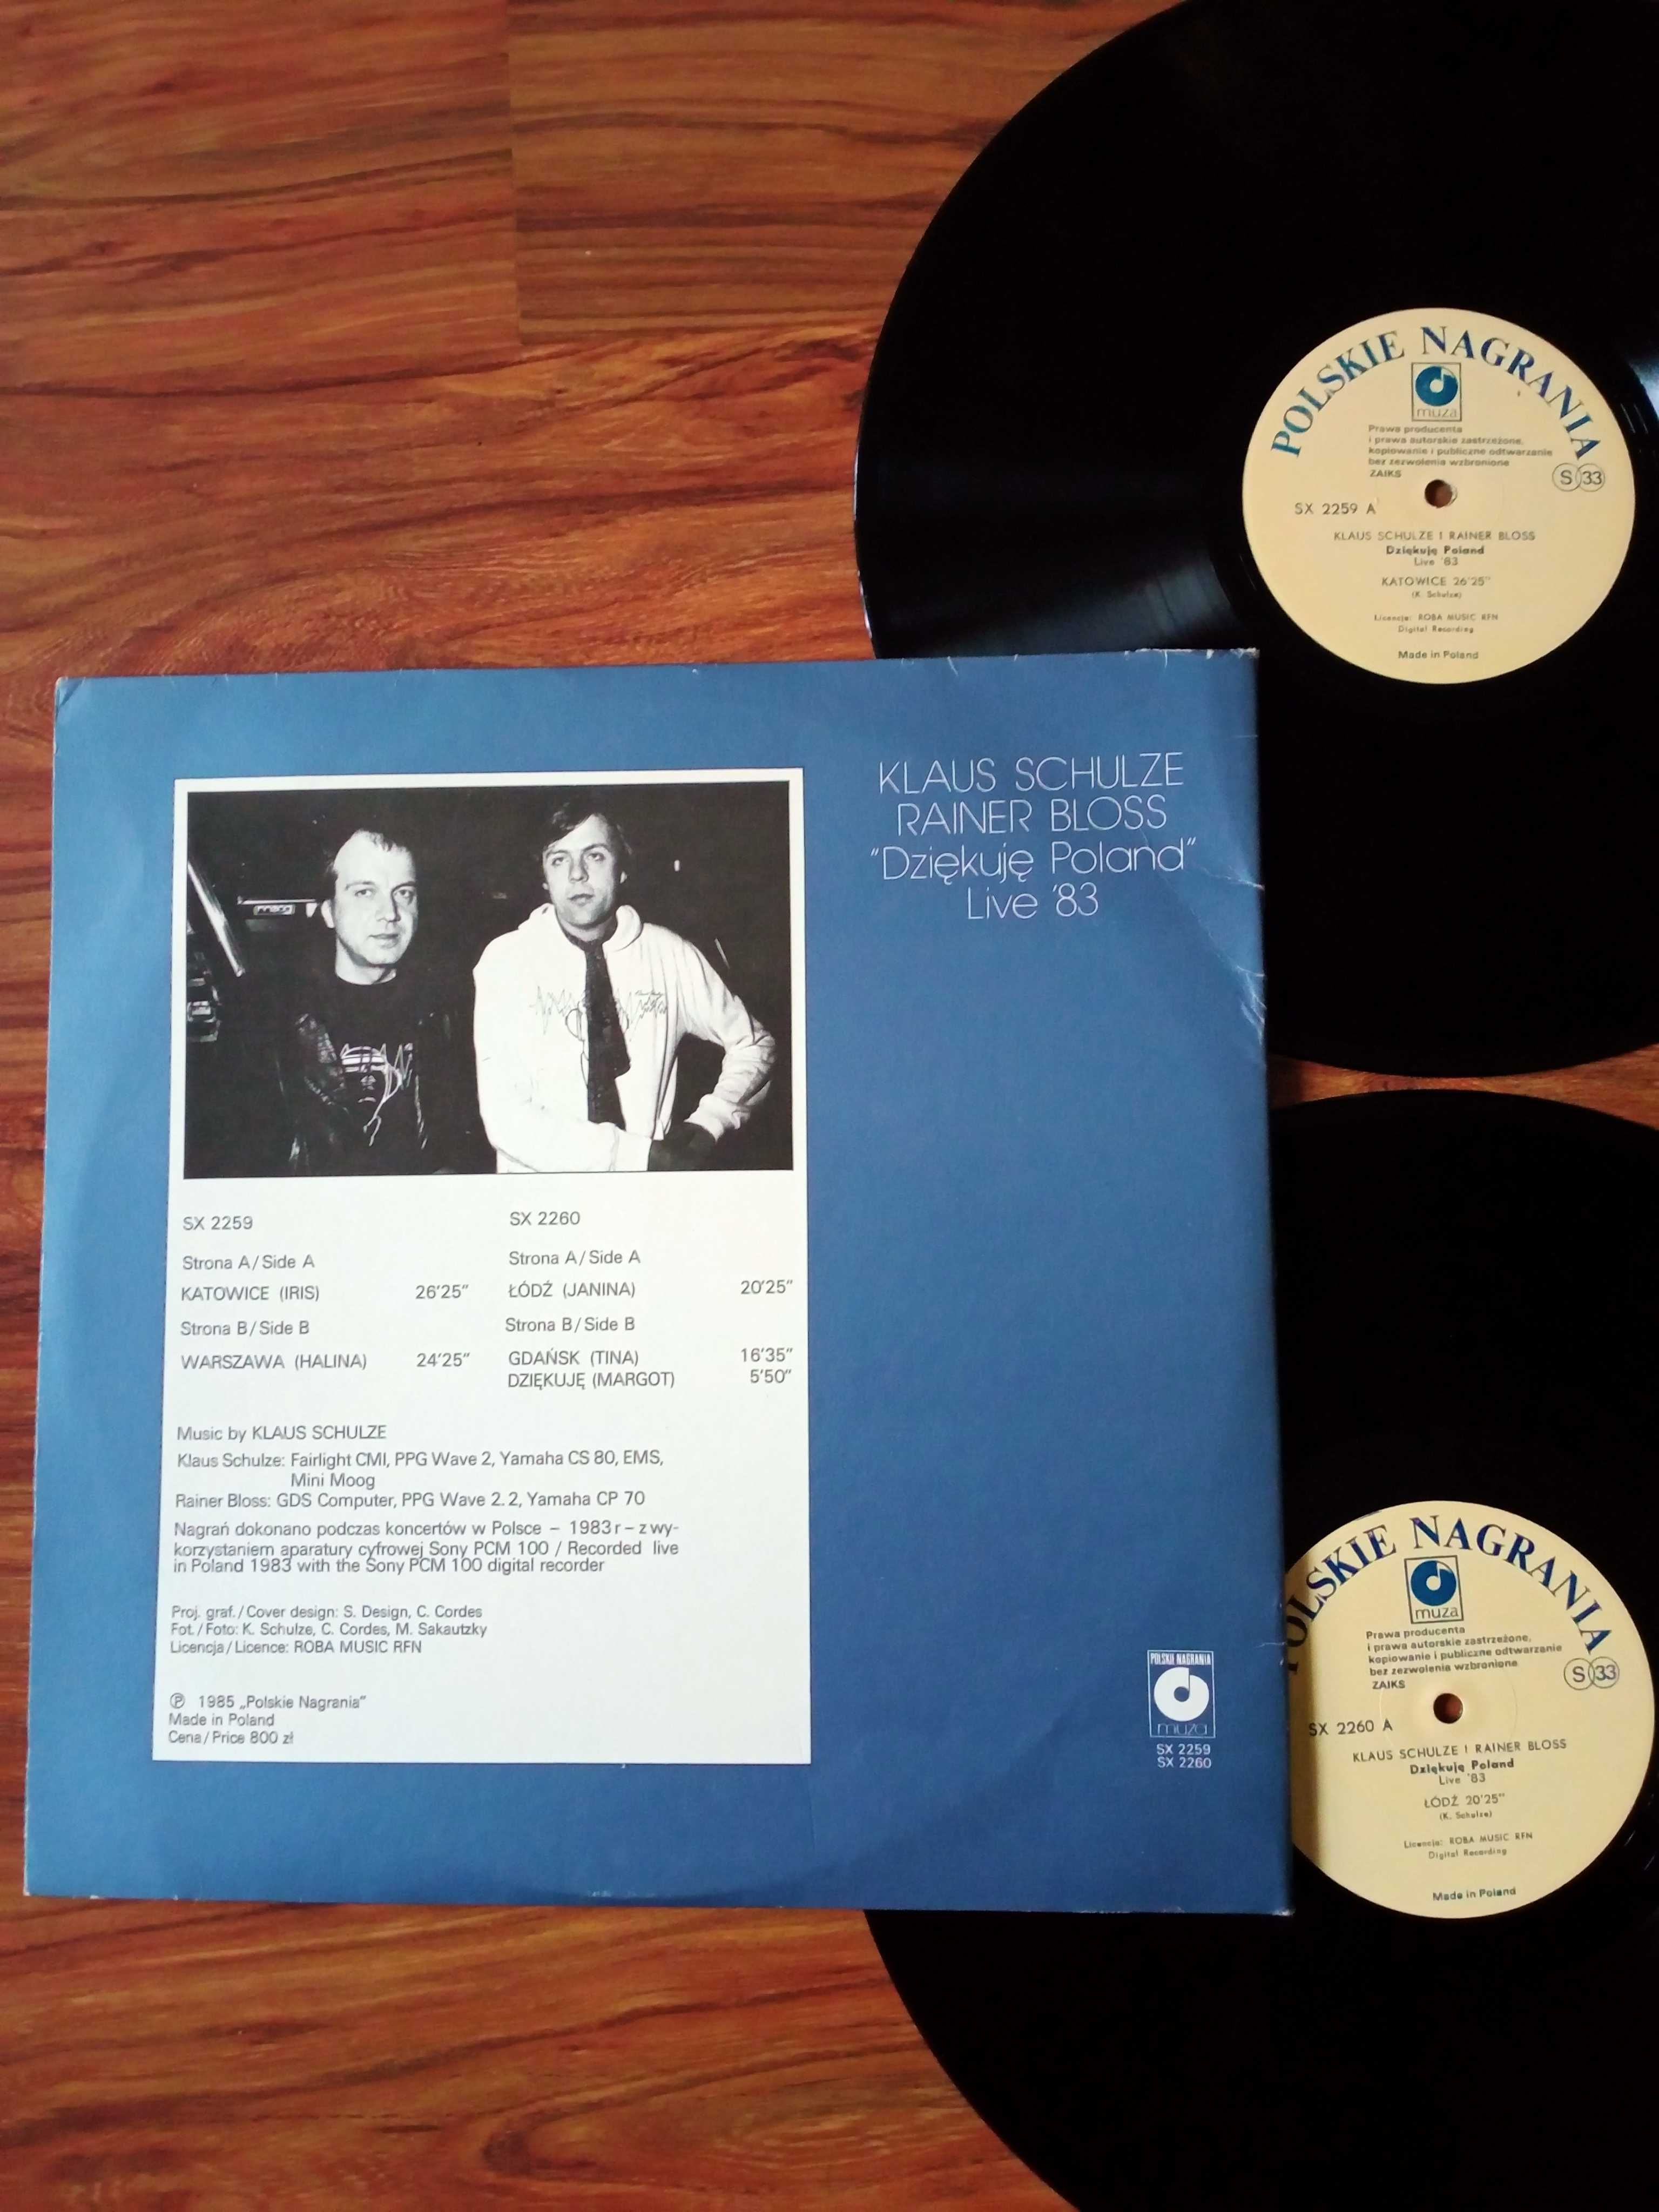 POLSKIE NAGRANIA
muza
Prawa producenta
i prawa autorskie zastrzeżone,
kopiowanie i publiczne odtwarzanie
bez zezwolenia wzbronione
ZAIKS
S 33
SX 2259 A
KLAUS SCHULZE I RAINER BLOSS
Dziękuję Poland
Live '83
KATOWICE 26'25"
(K. Schulze)
Licencja: ROBA MUSIC RFN
Digital Recording
Made in Poland
KLAUS SCHULZE
RAINER BLOSS
"Dziękuję Poland"
Live '83
moog
SX 2259
Strona A/Side A
KATOWICE (IRIS) 26'25"
Strona B/Side B
WARSZAWA (HALINA) 24'25"
SX 2260
Strona A/Side A
ŁÓDŹ (JANINA) 20'25"
Strona B/Side B
GDAŃSK (TINA) 16'35"
DZIĘKUJĘ (MARGOT) 5'50"
Music by KLAUS SCHULZE
Klaus Schulze: Fairlight CMI, PPG Wave 2, Yamaha CS 80, EMS,
Mini Moog
Rainer Bloss: GDS Computer, PPG Wave 2.2, Yamaha CP 70
Nagrań dokonano podczas koncertów w Polsce – 1983 r – z wy-
korzystaniem aparatury cyfrowej Sony PCM 100 / Recorded live
in Poland 1983 with the Sony PCM 100 digital recorder
Proj. graf./Cover design: S. Design, C. Cordes
Fot./Foto: K. Schulze, C. Cordes, M. Sakautzky
Licencja/Licence: ROBA MUSIC RFN
℗ 1985 „Polskie Nagrania"
Made in Poland
Cena/Price 800 zł
POLSKIE NAGRANIA
muza
SX 2259
SX 2260
POLSKIE NAGRANIA
muza
Prawa producenta
i prawa autorskie zastrzeżone,
kopiowanie i publiczne odtwarzanie
bez zezwolenia wzbronione
ZAIKS
S 33
SX 2260 A
KLAUS SCHULZE I RAINER BLOSS
Dziękuję Poland
Live '83
ŁÓDŹ 20'25"
(K. Schulze)
Licencja: ROBA MUSIC RFN
Digital Recording
Made in Poland